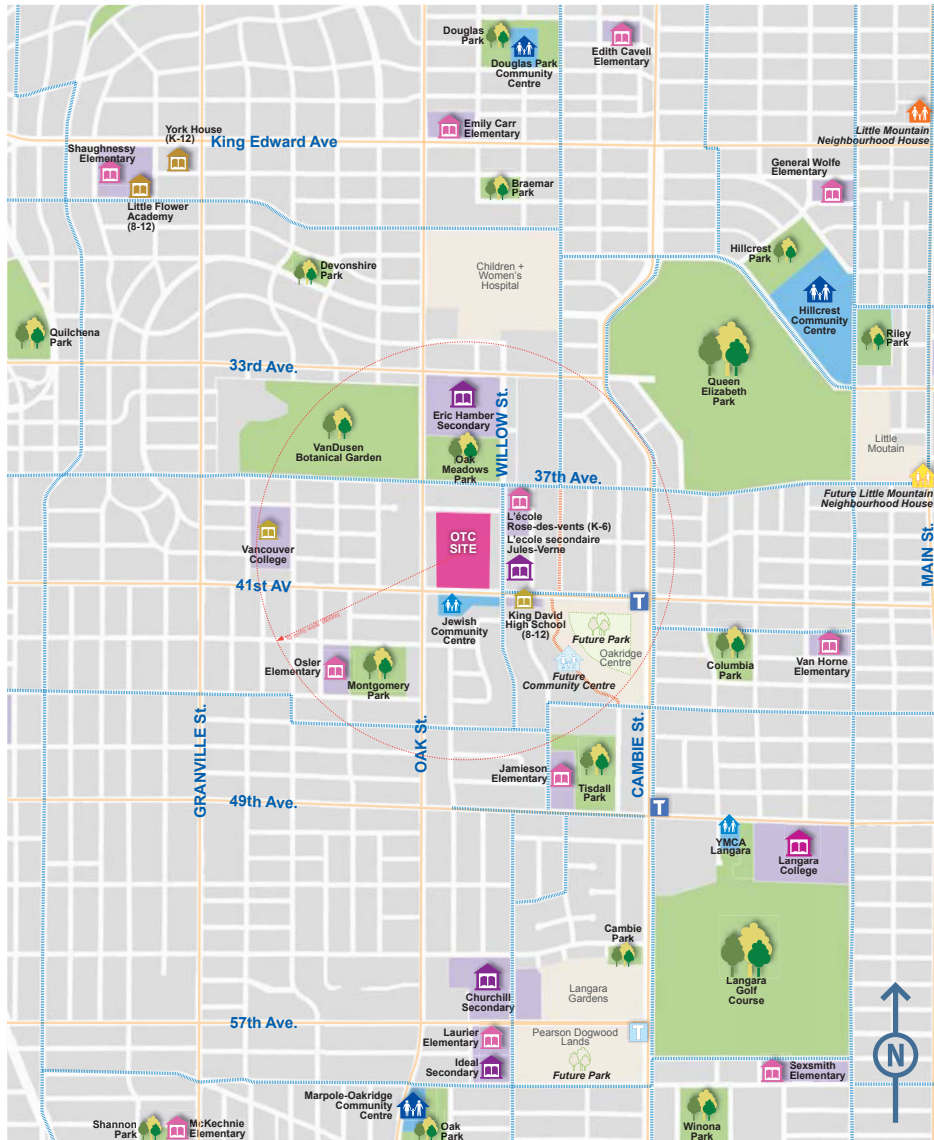 Douglas
Park
Douglas Park
Community
Centre
Edith Cavell
Elementary
Emily Carr
Elementary
Little Mountain
Neighbourhood House
York House
(K-12)
King Edward Ave
Shaughnessy
Elementary
Little Flower
Academy
(8-12)
General Wolfe
Elementary
Braemar
Park
Hillcrest
Park
Devonshire
Park
Children +
Women's
Hospital
Hillcrest
Community
Centre
Quilchena
Park
Riley
Park
33rd Ave.
Queen
Elizabeth
Park
Eric Hamber
Secondary
WILLOW St.
VanDusen
Botanical Garden
Oak
Meadows
Park
Little
Moutain
37th Ave.
Future Little Mountain
Neighbourhood House
L'école
Rose-des-vents (K-6)
OTC
SITE
L'ecole secondaire
Jules-Verne
Vancouver
College
MAIN St.
41st AV
T
Jewish
Community
Centre
King David
High School
(8-12)
Future Park
Oakridge
Centre
Osler
Elementary
Montgomery
Park
Future
Community Centre
Columbia
Park
Van Horne
Elementary
GRANVILLE St.
OAK St.
CAMBIE St.
Jamieson
Elementary
Tisdall
Park
49th Ave.
T
YMCA
Langara
Langara
College
Cambie
Park
Langara
Golf
Course
Churchill
Secondary
Langara
Gardens
57th Ave.
T
Laurier
Elementary
Pearson Dogwood
Lands
Future Park
N
Ideal
Secondary
Sexsmith
Elementary
Marpole-Oakridge
Community
Centre
Shannon
Park
McKechnie
Elementary
Oak
Park
Winona
Park